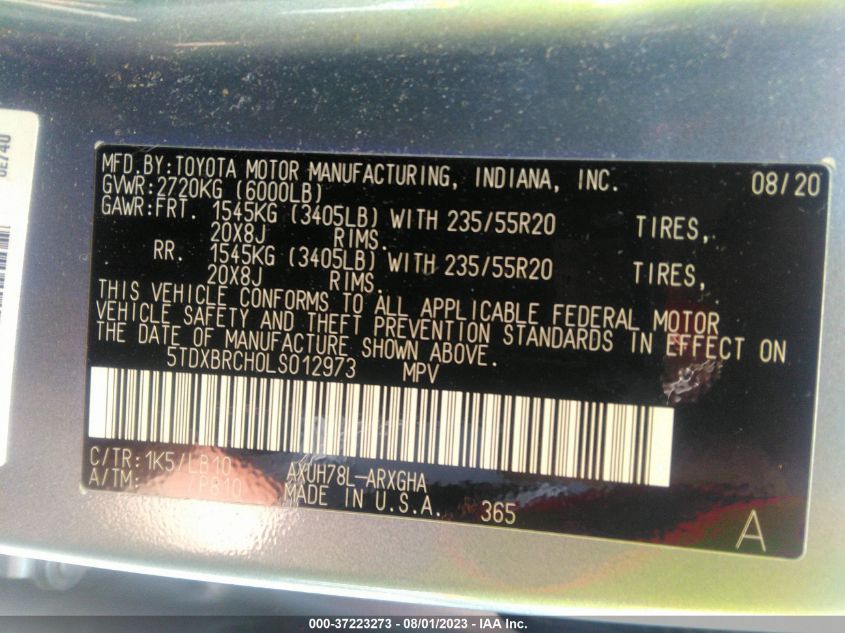 0E740
MFD.BY:TOYOTA MOTOR MANUFACTURING, INDIANA, INC. 08/20
GVWR:2720KG (6000LB)
GAWR:FRT. 1545KG (3405LB) WITH 235/55R20 TIRES,
20X8J RIMS.
RR. 1545KG (3405LB) WITH 235/55R20 TIRES,
20X8J RIMS.
THIS VEHICLE CONFORMS TO ALL APPLICABLE FEDERAL MOTOR
VEHICLE SAFETY AND THEFT PREVENTION STANDARDS IN EFFECT ON
THE DATE OF MANUFACTURE SHOWN ABOVE.
5TDXBRCH0LS012973 MPV
C/TR:1K5/LB10 AXUH78L-ARXGHA
A/TM: /P810 MADE IN U.S.A. 365
A
000-37223273 - 08/01/2023 - IAA Inc.